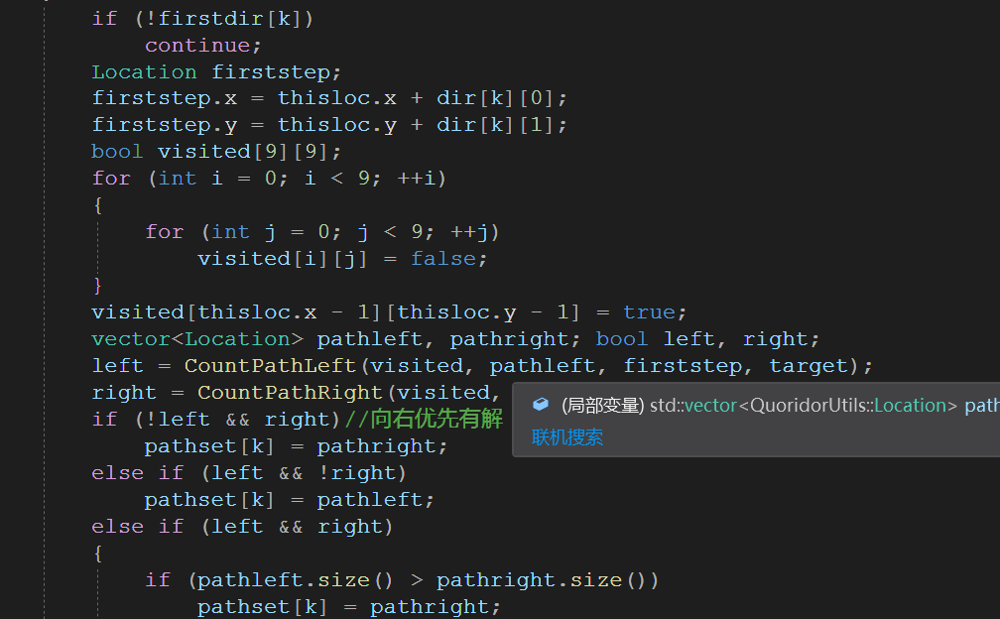 if (!firstdir[k])
continue;
Location firststep;
firststep.x = thisloc.x + dir[k][0];
firststep.y = thisloc.y + dir[k][1];
bool visited[9][9];
for (int i = 0; i < 9; ++i)
{
for (int j = 0; j < 9; ++j)
visited[i][j] = false;
}
visited[thisloc.x - 1][thisloc.y - 1] = true;
vector<Location> pathleft, pathright; bool left, right;
left = CountPathLeft(visited, pathleft, firststep, target);
right = CountPathRight(visited,
(局部变量) std::vector<QuoridorUtils::Location> path
if (!left && right)//向右优先有解
联机搜索
pathset[k] = pathright;
else if (left && !right)
pathset[k] = pathleft;
else if (left && right)
{
if (pathleft.size() > pathright.size())
pathset[k] = pathright;